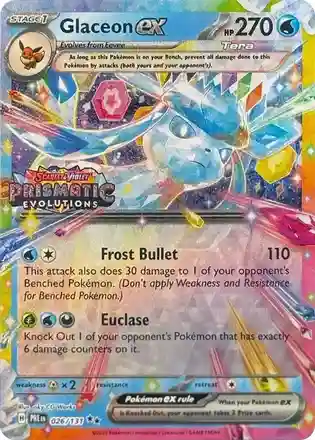 STAGE 1
Glaceon ex
HP 270
Evolves from Eevee
Tera
As long as this Pokémon is on your Bench, prevent all damage done to this
Pokémon by attacks (both yours and your opponent's).
SCARLET & VIOLET
PRISMATIC
EVOLUTIONS
Frost Bullet 110
This attack also does 30 damage to 1 of your opponent's
Benched Pokémon. (Don't apply Weakness and Resistance
for Benched Pokémon.)
Euclase
Knock Out 1 of your opponent's Pokémon that has exactly
6 damage counters on it.
weakness × 2 resistance retreat
Pokémon ex rule
When your Pokémon ex
is Knocked Out, your opponent takes 2 Prize cards.
H PRE EN 026/131